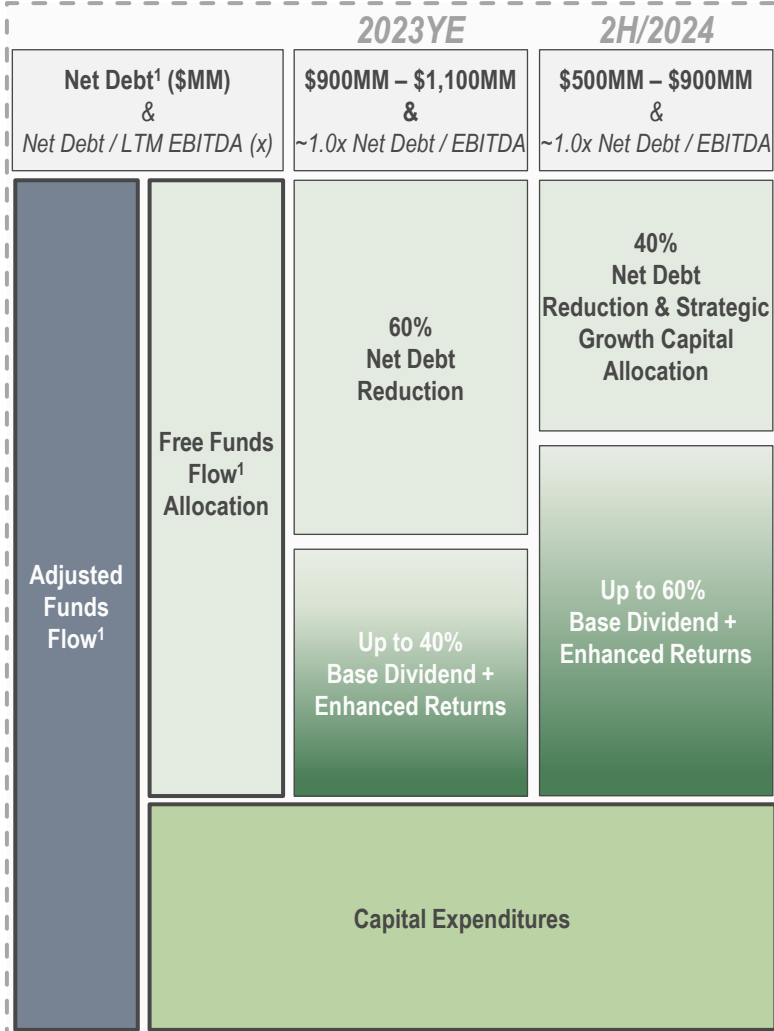 2023YE
2H/2024
Net Debt¹ ($MM)
&
Net Debt / LTM EBITDA (x)
$900MM – $1,100MM
&
~1.0x Net Debt / EBITDA
$500MM – $900MM
&
~1.0x Net Debt / EBITDA
Adjusted
Funds
Flow¹
Free Funds
Flow¹
Allocation
60%
Net Debt
Reduction
40%
Net Debt
Reduction & Strategic
Growth Capital
Allocation
Up to 40%
Base Dividend +
Enhanced Returns
Up to 60%
Base Dividend +
Enhanced Returns
Capital Expenditures